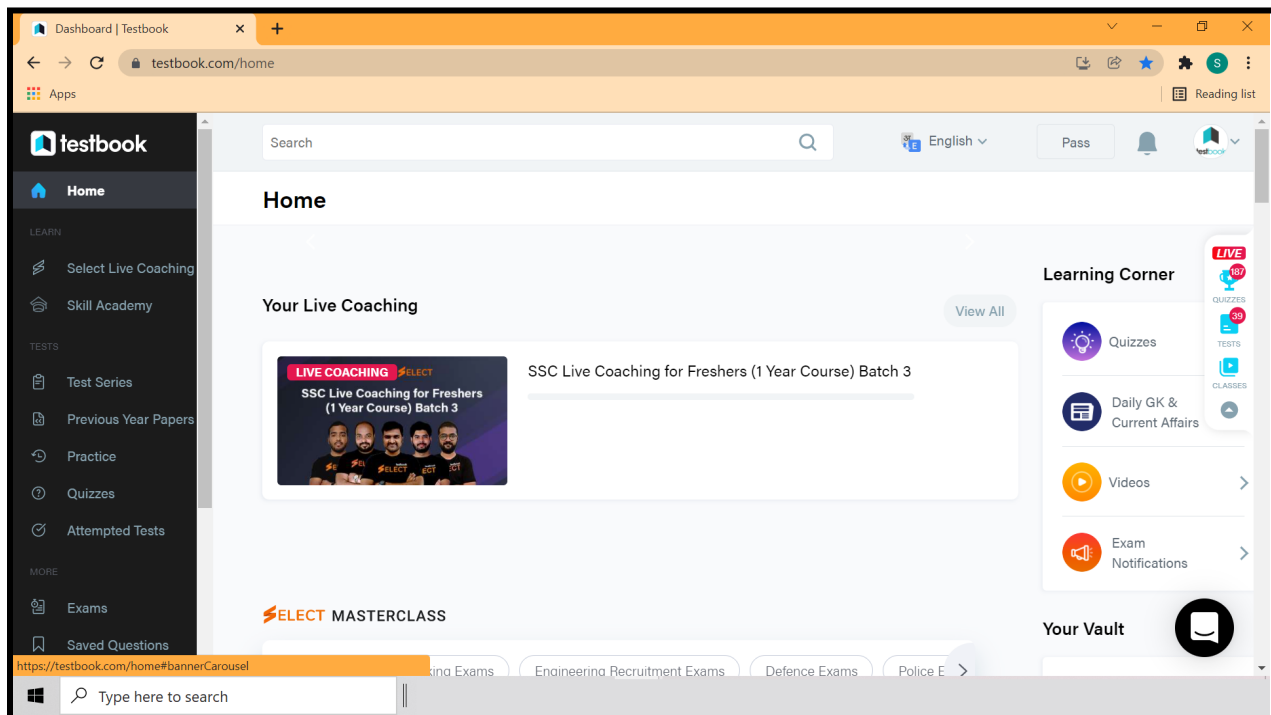 Dashboard | Testbook
testbook.com/home
S
Apps
Reading list
testbook
Search
English
Pass
testbook
Home
Home
LEARN
Select Live Coaching
Skill Academy
TESTS
Test Series
Previous Year Papers
Practice
Quizzes
Attempted Tests
MORE
Exams
Saved Questions
https://testbook.com/home#bannerCarousel
Your Live Coaching
View All
LIVE COACHING SELECT
SSC Live Coaching for Freshers
(1 Year Course) Batch 3
SELECT
SSC Live Coaching for Freshers (1 Year Course) Batch 3
SELECT MASTERCLASS
king Exams
Engineering Recruitment Exams
Defence Exams
Police E
Learning Corner
Quizzes
Daily GK &
Current Affairs
Videos
Exam
Notifications
Your Vault
LIVE
187
QUIZZES
39
TESTS
CLASSES
Type here to search